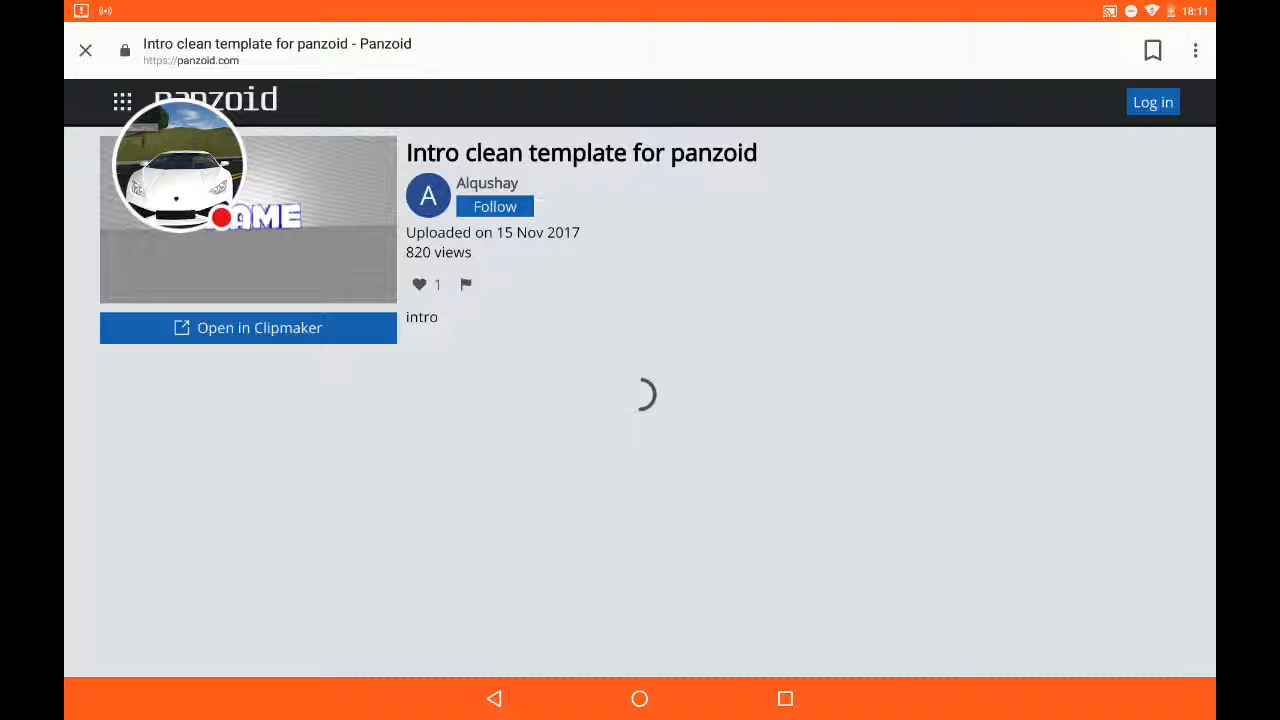 18:11
Intro clean template for panzoid - Panzoid
https://panzoid.com
panzoid
Log in
Intro clean template for panzoid
A
Alqushay
Follow
AME
Uploaded on 15 Nov 2017
820 views
1
intro
Open in Clipmaker